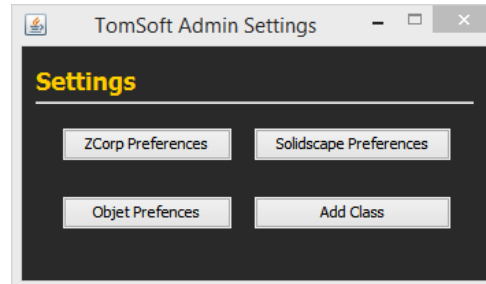 TomSoft Admin Settings
Settings
ZCorp Preferences Solidscape Preferences
Objet Prefences Add Class